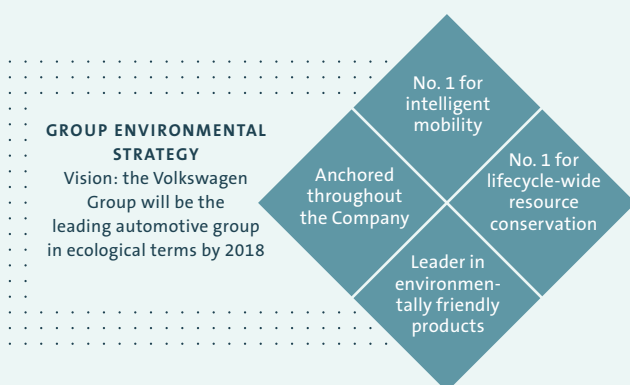 GROUP ENVIRONMENTAL
STRATEGY
Vision: the Volkswagen
Group will be the
leading automotive group
in ecological terms by 2018
No. 1 for
intelligent
mobility
Anchored
throughout
the Company
No. 1 for
lifecycle-wide
resource
conservation
Leader in
environmen-
tally friendly
products